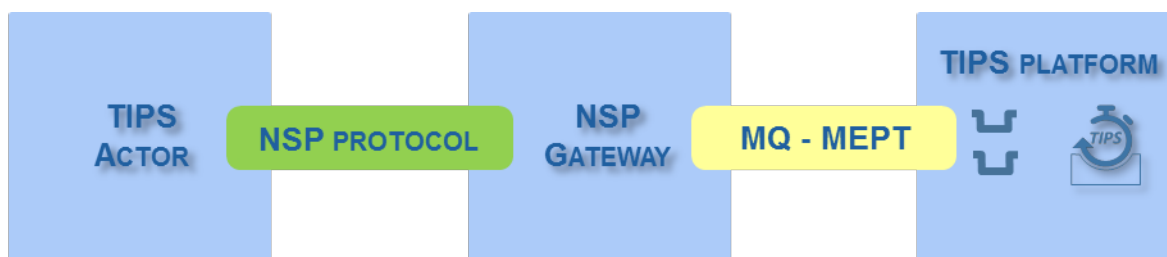 TIPS PLATFORM
TIPS
ACTOR
NSP PROTOCOL
NSP
GATEWAY
MQ - MEPT
TIPS